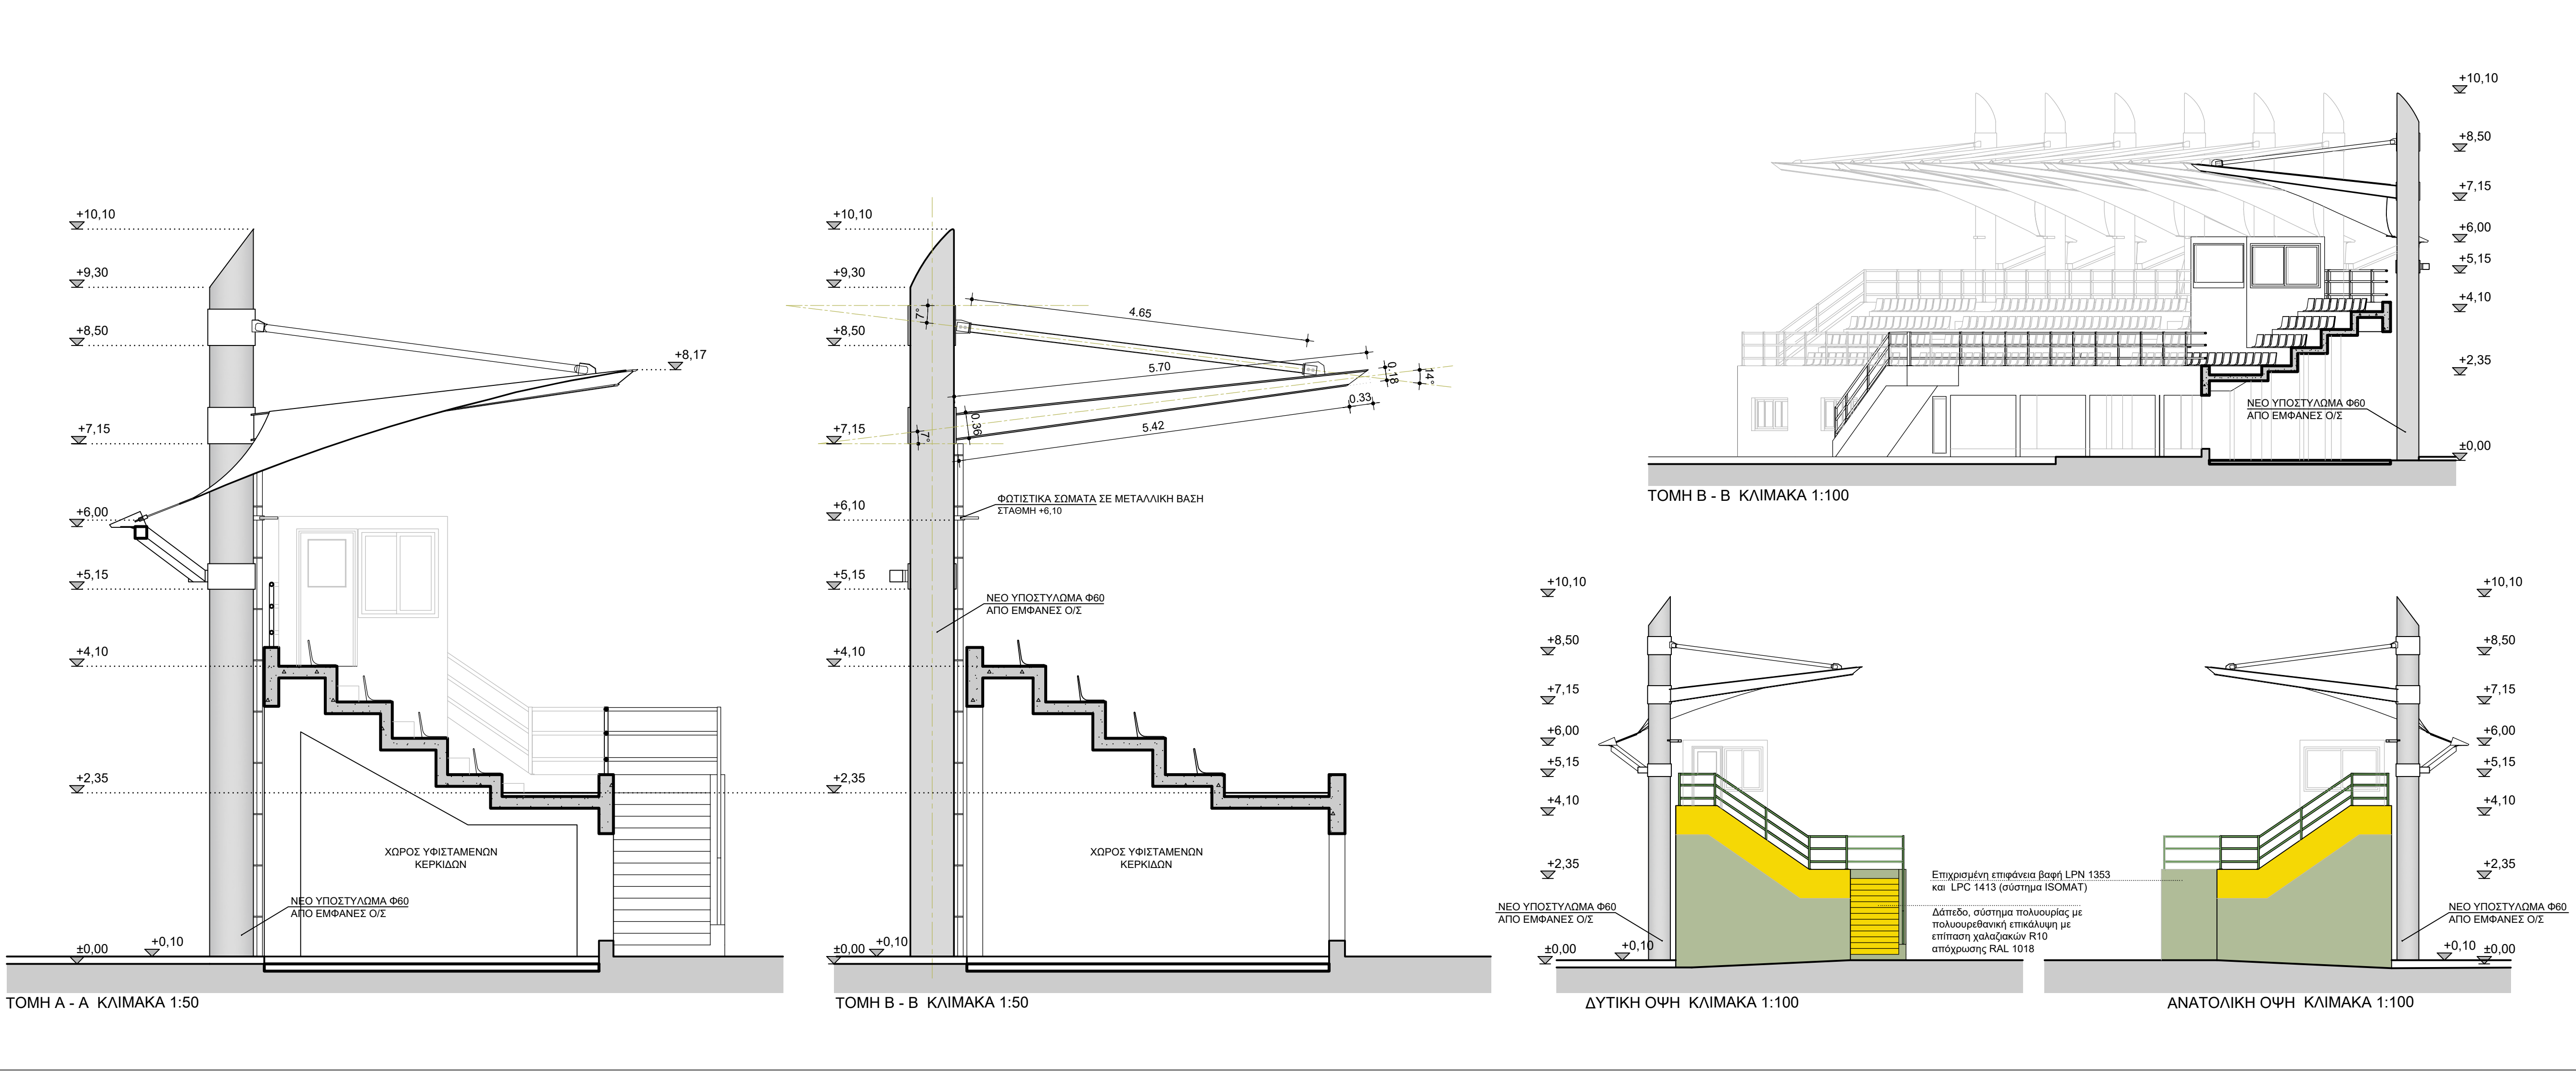 +10,10
+9,30
+8,50
+8,17
+7,15
+6,00
+5,15
+4,10
+2,35
ΧΩΡΟΣ ΥΦΙΣΤΑΜΕΝΩΝ
ΚΕΡΚΙΔΩΝ
ΝΕΟ ΥΠΟΣΤΥΛΩΜΑ Φ60
ΑΠΟ ΕΜΦΑΝΕΣ Ο/Σ
+0,10
±0,00
ΤΟΜΗ Α - Α ΚΛΙΜΑΚΑ 1:50
+10,10
+9,30
7°
4.65
+8,50
5.70
0.18
14°
0.33
0.36
5.42
7°
+7,15
ΦΩΤΙΣΤΙΚΑ ΣΩΜΑΤΑ ΣΕ ΜΕΤΑΛΛΙΚΗ ΒΑΣΗ
ΣΤΑΘΜΗ +6,10
+6,10
+5,15
ΝΕΟ ΥΠΟΣΤΥΛΩΜΑ Φ60
ΑΠΟ ΕΜΦΑΝΕΣ Ο/Σ
+4,10
+2,35
ΧΩΡΟΣ ΥΦΙΣΤΑΜΕΝΩΝ
ΚΕΡΚΙΔΩΝ
±0,00
+0,10
ΤΟΜΗ Β - Β ΚΛΙΜΑΚΑ 1:50
+10,10
+8,50
+7,15
+6,00
+5,15
+4,10
+2,35
ΝΕΟ ΥΠΟΣΤΥΛΩΜΑ Φ60
ΑΠΟ ΕΜΦΑΝΕΣ Ο/Σ
±0,00
ΤΟΜΗ Β - Β ΚΛΙΜΑΚΑ 1:100
+10,10
+8,50
+7,15
+6,00
+5,15
+4,10
+2,35
ΝΕΟ ΥΠΟΣΤΥΛΩΜΑ Φ60
ΑΠΟ ΕΜΦΑΝΕΣ Ο/Σ
±0,00
+0,10
Επιχρισμένη επιφάνεια βαφή LPN 1353
και LPC 1413 (σύστημα ISOMAT)
Δάπεδο, σύστημα πολυουρίας με
πολυουρεθανική επικάλυψη με
επίπαση χαλαζιακών R10
απόχρωσης RAL 1018
ΔΥΤΙΚΗ ΟΨΗ ΚΛΙΜΑΚΑ 1:100
+10,10
+8,50
+7,15
+6,00
+5,15
+4,10
+2,35
ΝΕΟ ΥΠΟΣΤΥΛΩΜΑ Φ60
ΑΠΟ ΕΜΦΑΝΕΣ Ο/Σ
+0,10
±0,00
ΑΝΑΤΟΛΙΚΗ ΟΨΗ ΚΛΙΜΑΚΑ 1:100